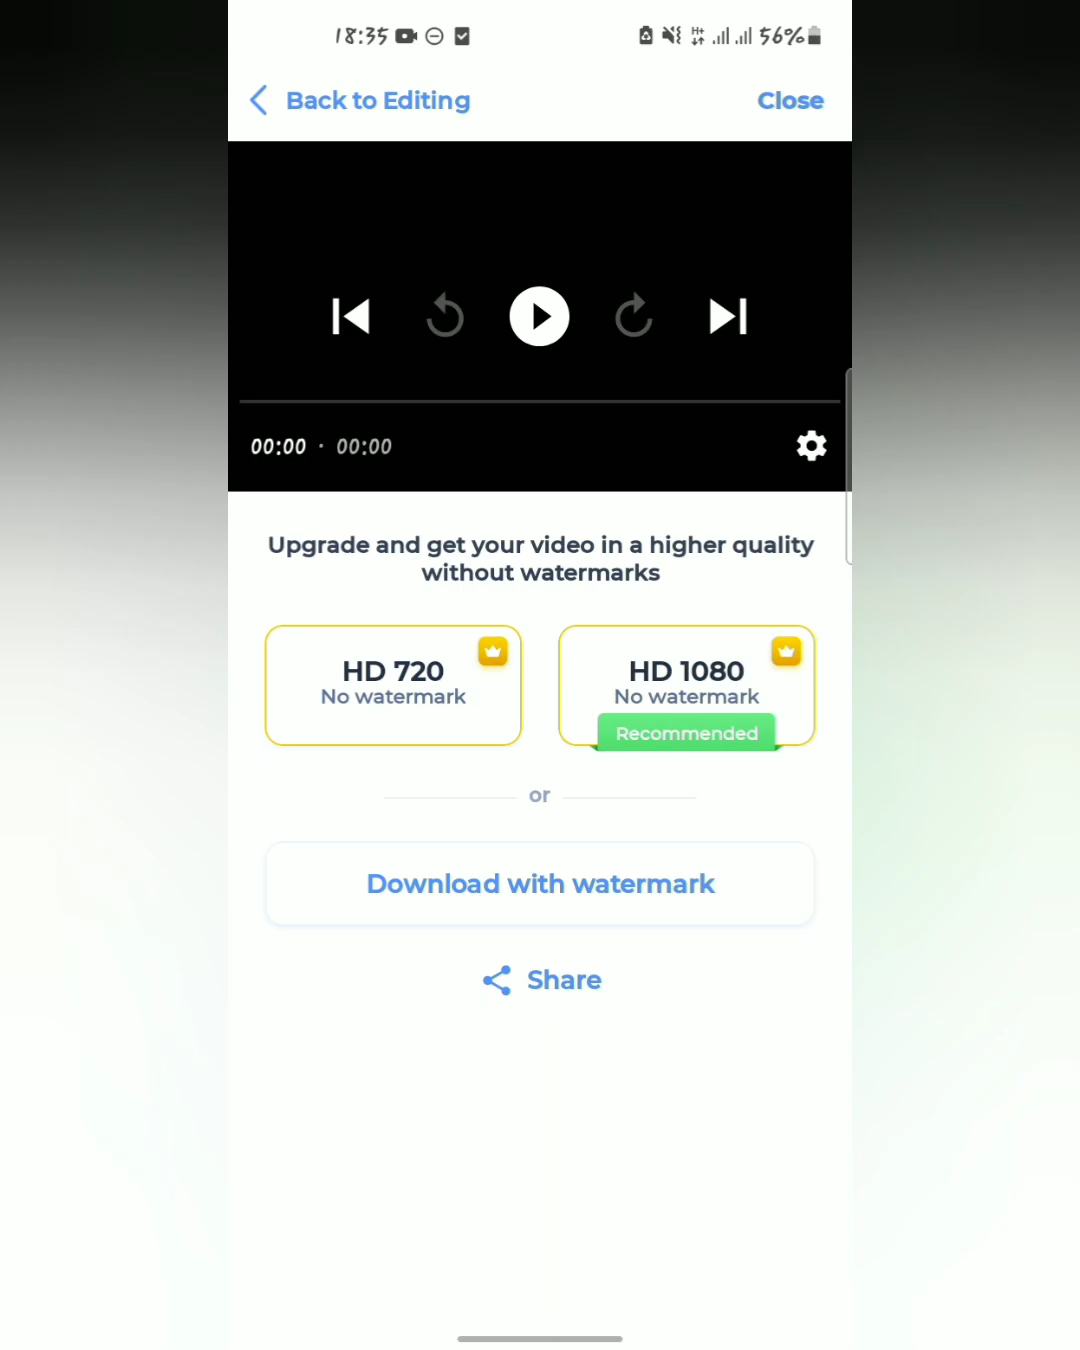 18:35 56%
Back to Editing Close
00:00 · 00:00
Upgrade and get your video in a higher quality
without watermarks
HD 720
No watermark
HD 1080
No watermark
Recommended
or
Download with watermark
Share